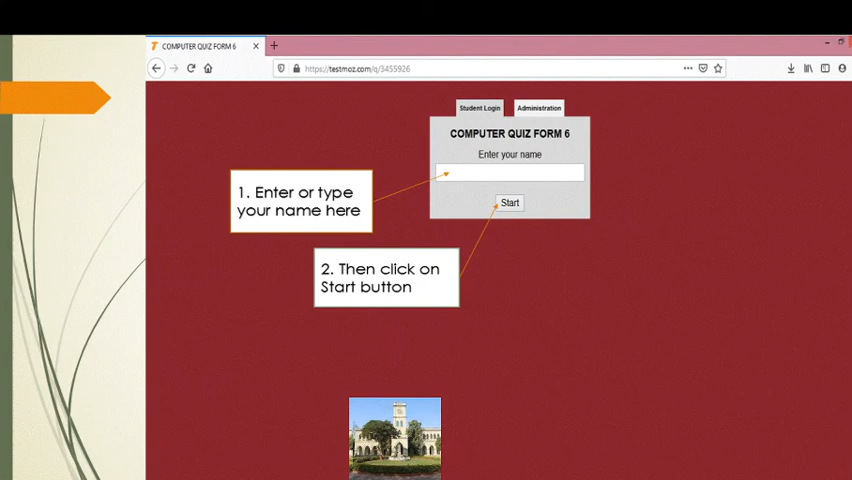 COMPUTER QUIZ FORM 6
https://testmoz.com/q/3455926
Student Login
Administration
COMPUTER QUIZ FORM 6
Enter your name
Start
1. Enter or type
your name here
2. Then click on
Start button